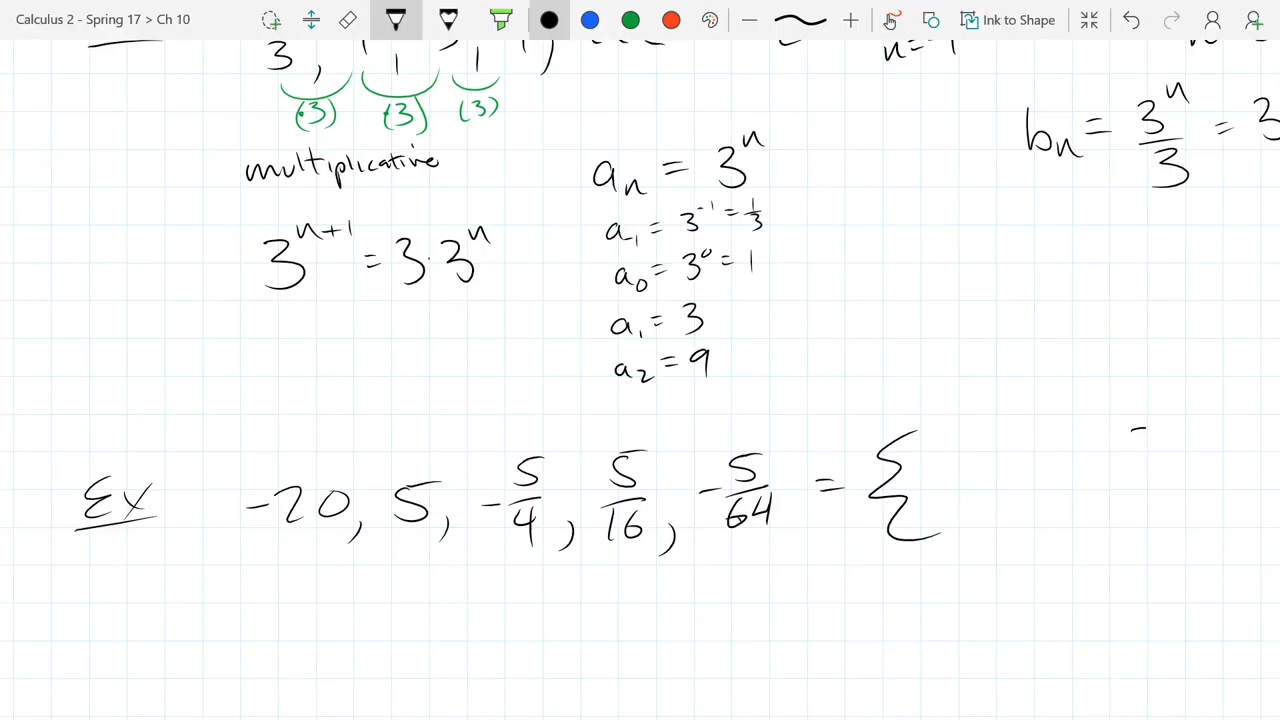 Calculus 2 - Spring 17 > Ch 10
Ink to Shape
3, 1, 1
(3) (3) (3)
multiplicative
3^{n+1} = 3·3^n
a_n = 3^n
a_{-1} = 3^{-1} = 1/3
a_0 = 3^0 = 1
a_1 = 3
a_2 = 9
b_n = 3^n/3 = 3
Ex -20, 5, -5/4, 5/16, -5/64 = {